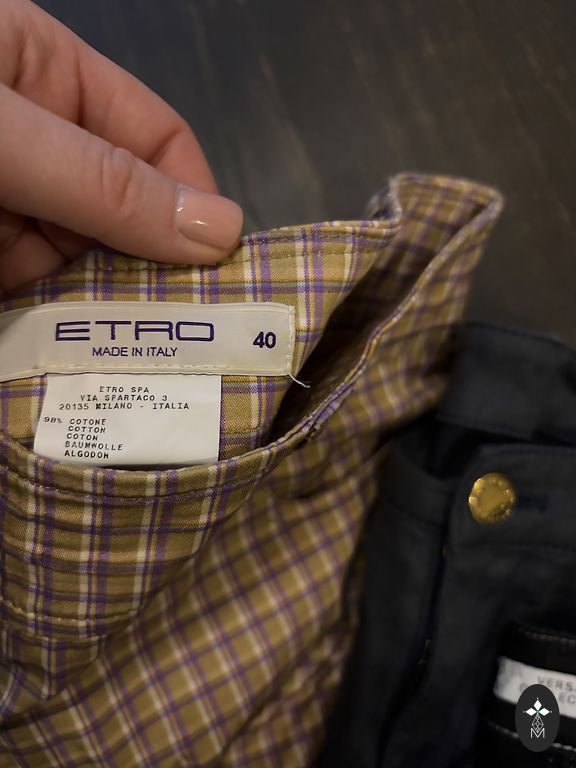 ETRO
MADE IN ITALY
40
ETRO SPA
VIA SPARTACO 3
20135 MILANO - ITALIA
98% COTONE
COTTON
COTON
BAUMWOLLE
ALGODON
M